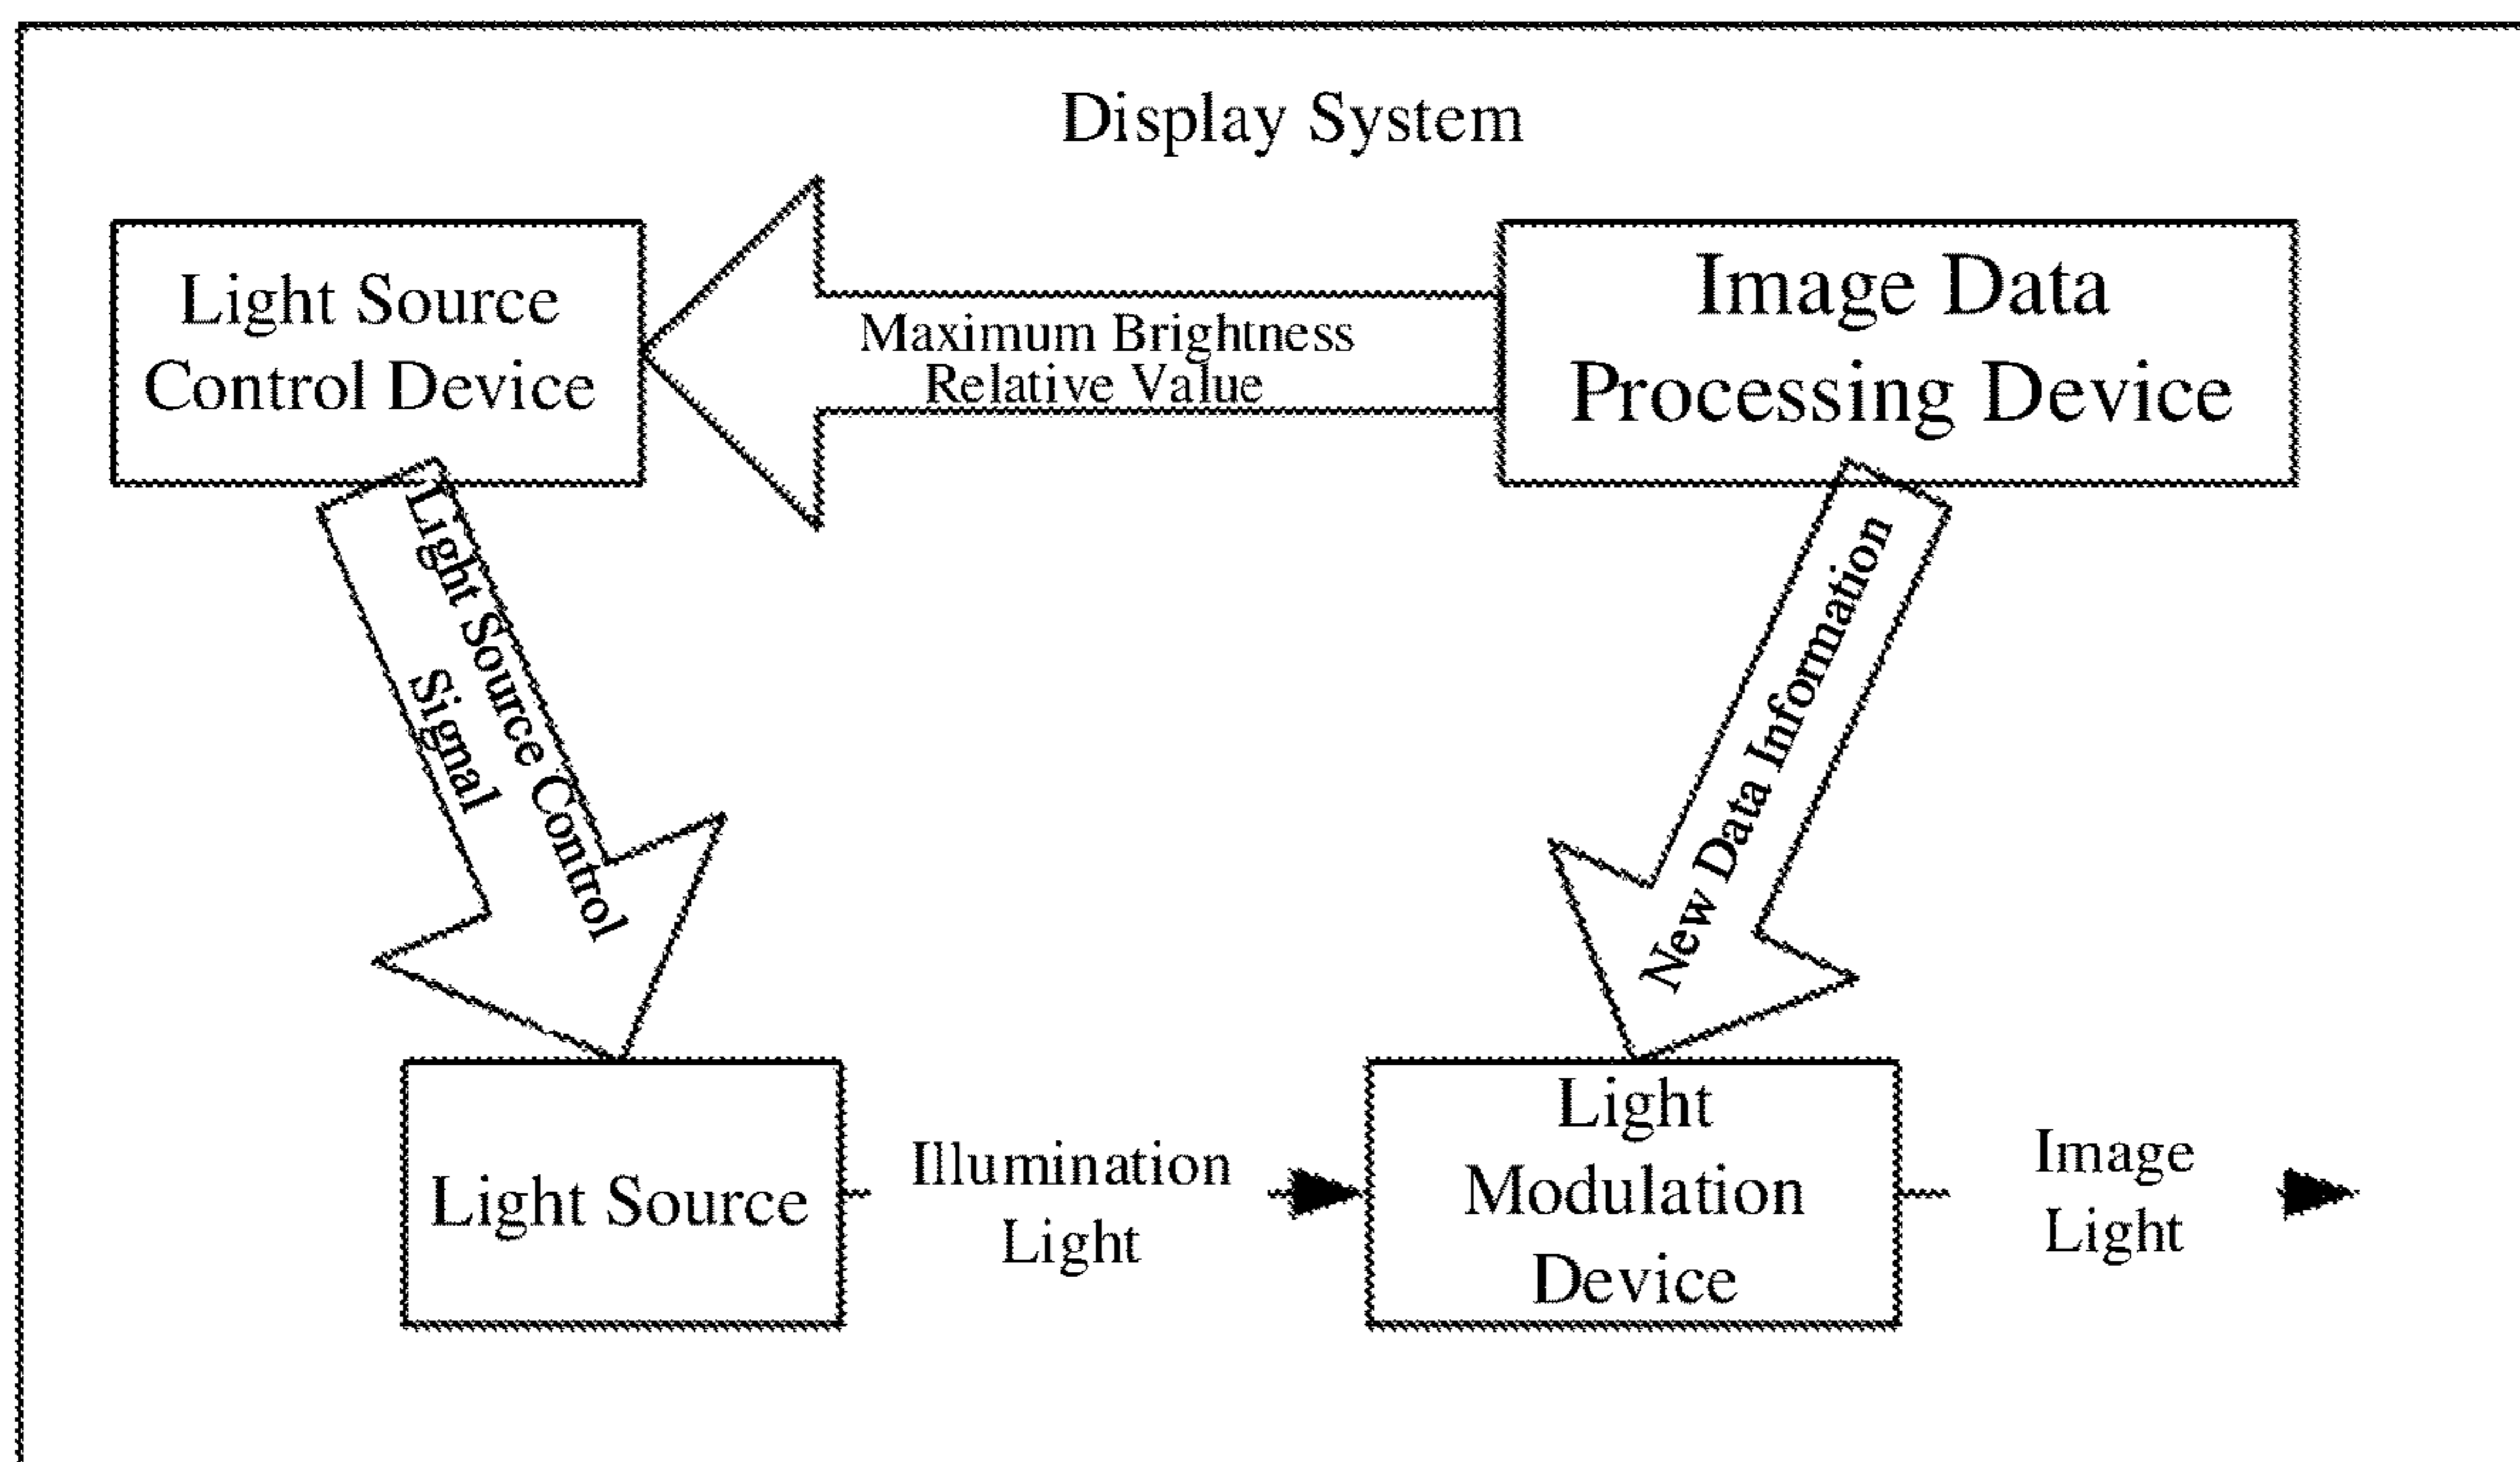 Display System
Light Source
Control Device
Maximum Brightness
Relative Value
Image Data
Processing Device
Light Source Control
Signal
New Data Information
Light Source
Illumination
Light
Light
Modulation
Device
Image
Light